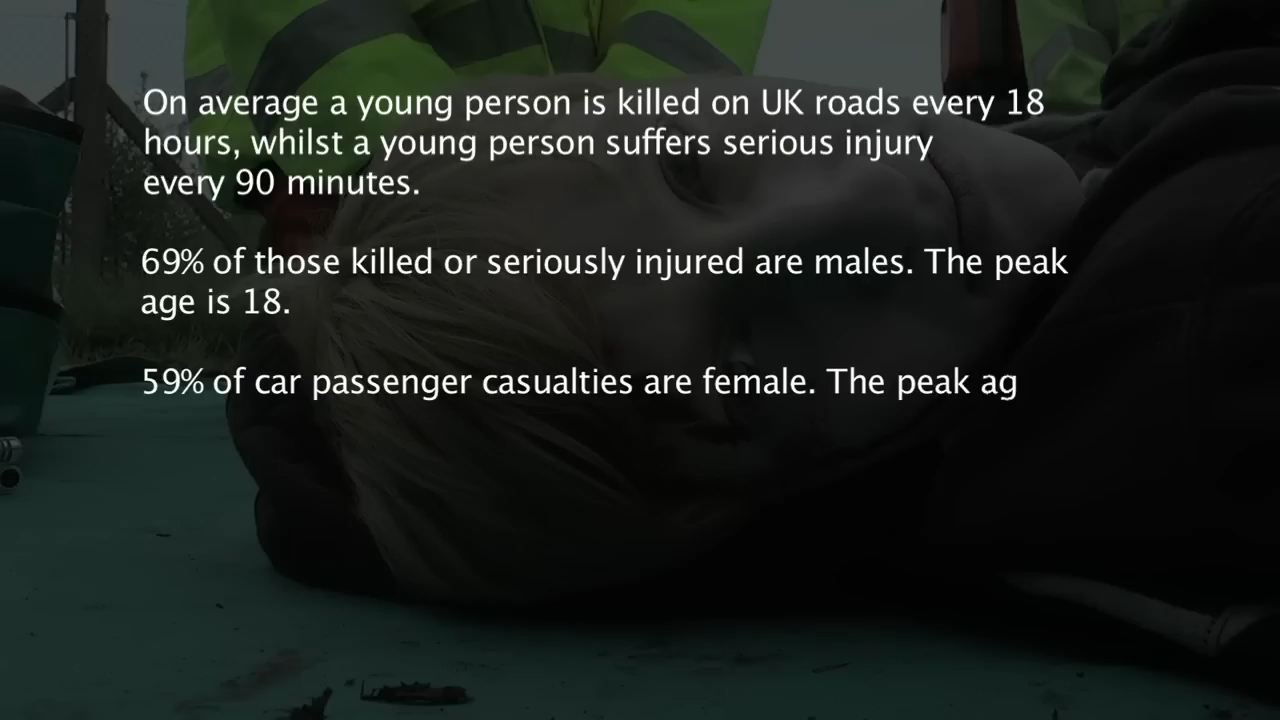 On average a young person is killed on UK roads every 18
hours, whilst a young person suffers serious injury
every 90 minutes.
69% of those killed or seriously injured are males. The peak
age is 18.
59% of car passenger casualties are female. The peak ag